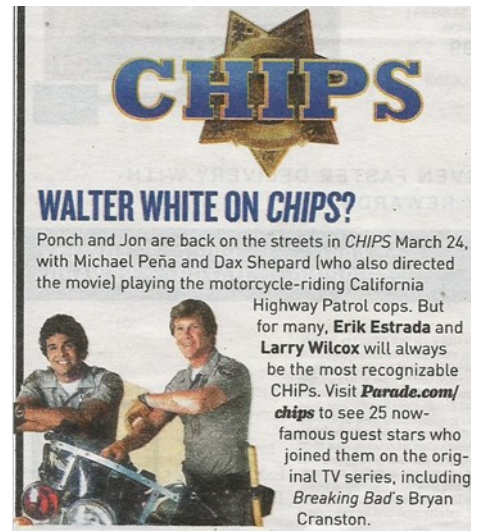 CHIPS
WALTER WHITE ON CHIPS?
Ponch and Jon are back on the streets in CHIPS March 24,
with Michael Peña and Dax Shepard (who also directed
the movie) playing the motorcycle-riding California
Highway Patrol cops. But
for many, Erik Estrada and
Larry Wilcox will always
be the most recognizable
CHiPs. Visit Parade.com/
chips to see 25 now-
famous guest stars who
joined them on the orig-
inal TV series, including
Breaking Bad's Bryan
Cranston.